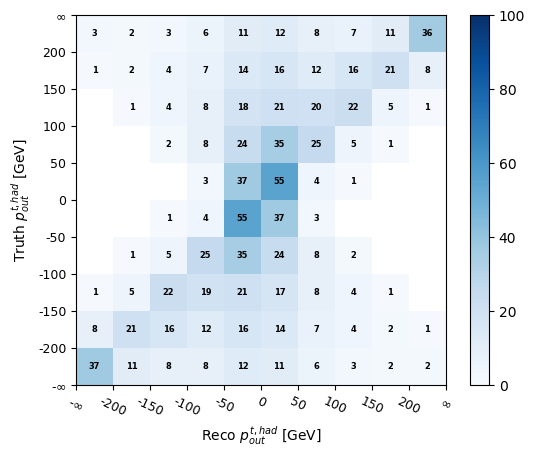 ∞ 3 2 3 6 11 12 8 7 11 36 100
200
1 2 4 7 14 16 12 16 21 8
150
1 4 8 18 21 20 22 5 1 80
100
2 8 24 35 25 5 1
50 60
3 37 55 4 1
0
1 4 55 37 3
-50 40
1 5 25 35 24 8 2
-100
1 5 22 19 21 17 8 4 1
-150 20
8 21 16 12 16 14 7 4 2 1
-200
37 11 8 8 12 11 6 3 2 2
-∞ 0
-∞ -200 -150 -100 -50 0 50 100 150 200 ∞
Truth p_{out}^{t,had} [GeV]
Reco p_{out}^{t,had} [GeV]